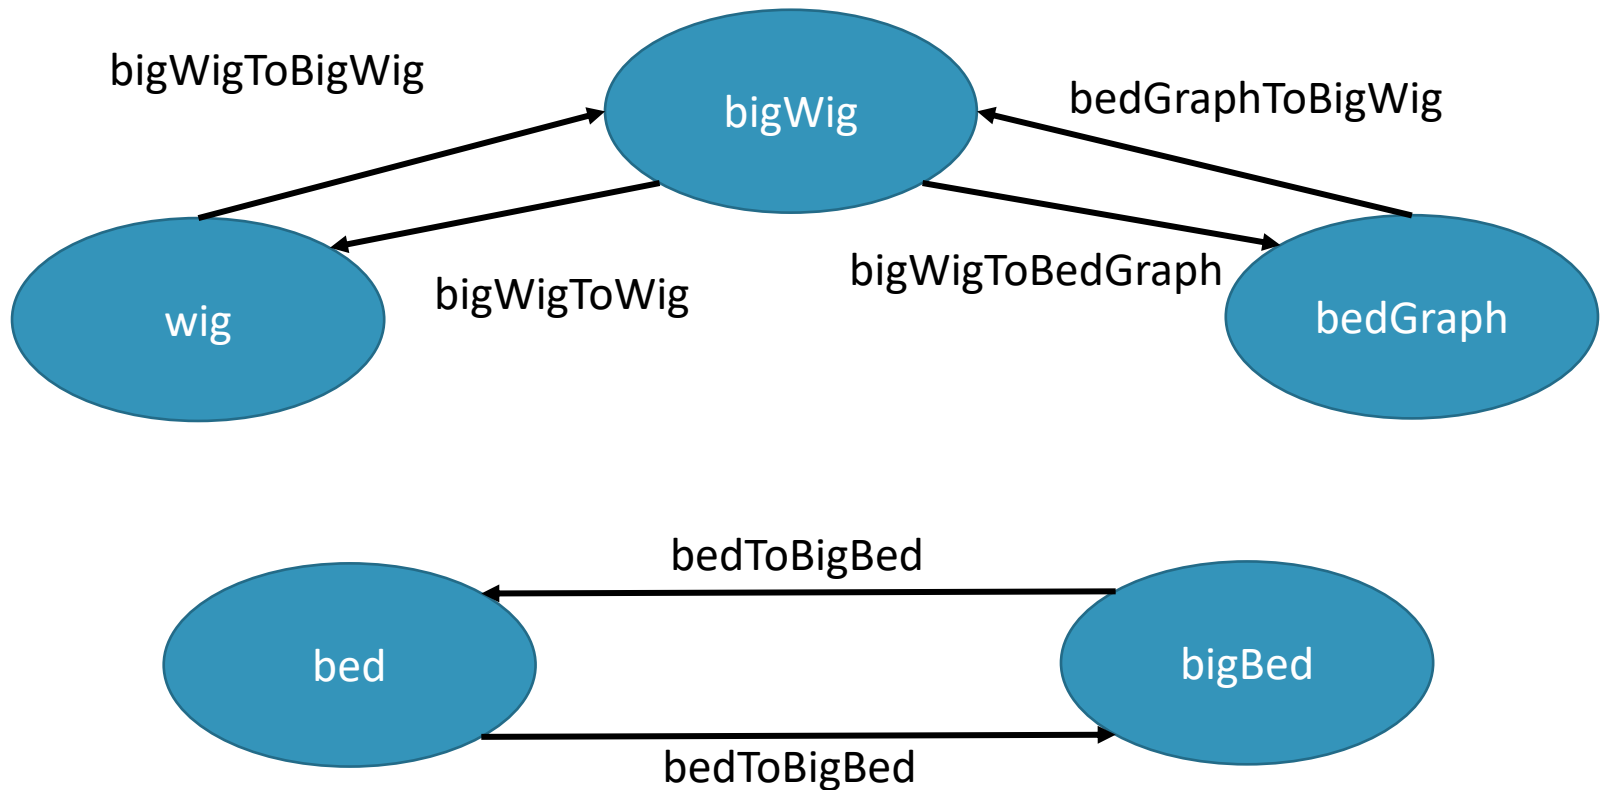 bigWigToBigWig
bigWig
bedGraphToBigWig
wig
bigWigToWig
bigWigToBedGraph
bedGraph
bedToBigBed
bed
bigBed
bedToBigBed